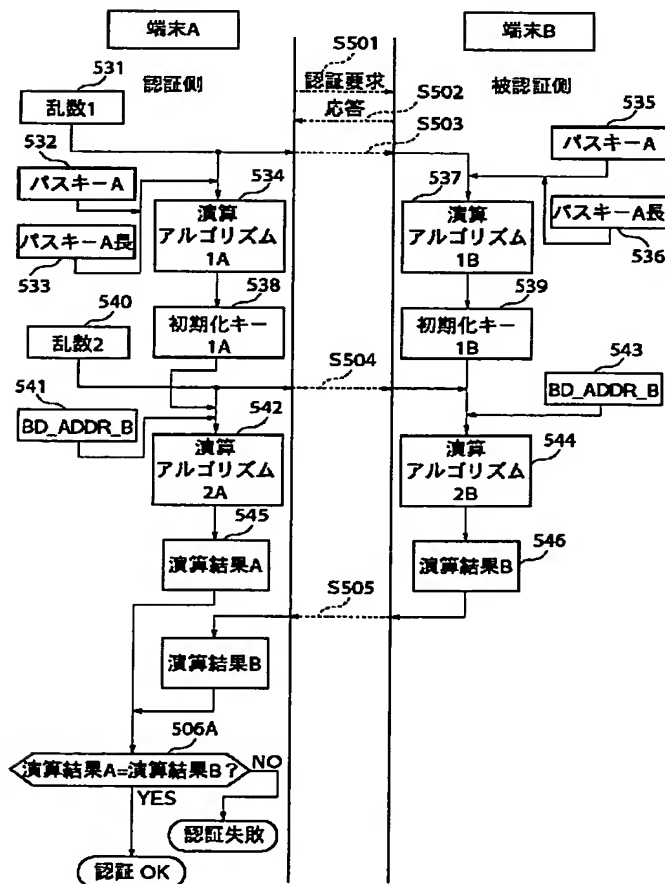 端末A
端末B
S501
531
認証側
認証要求
被認証側
S502
乱数1
応答
535
532
S503
パスキーA
パスキーA
534
537
演算
アルゴリズム
1A
演算
アルゴリズム
1B
パスキーA長
パスキーA長
533
536
538
539
540
初期化キー
1A
初期化キー
1B
乱数2
S504
543
541
BD_ADDR_B
BD_ADDR_B
542
544
演算
アルゴリズム
2A
演算
アルゴリズム
2B
545
546
演算結果A
演算結果B
S505
演算結果B
506A
演算結果A=演算結果B？
NO
YES
認証失敗
認証 OK